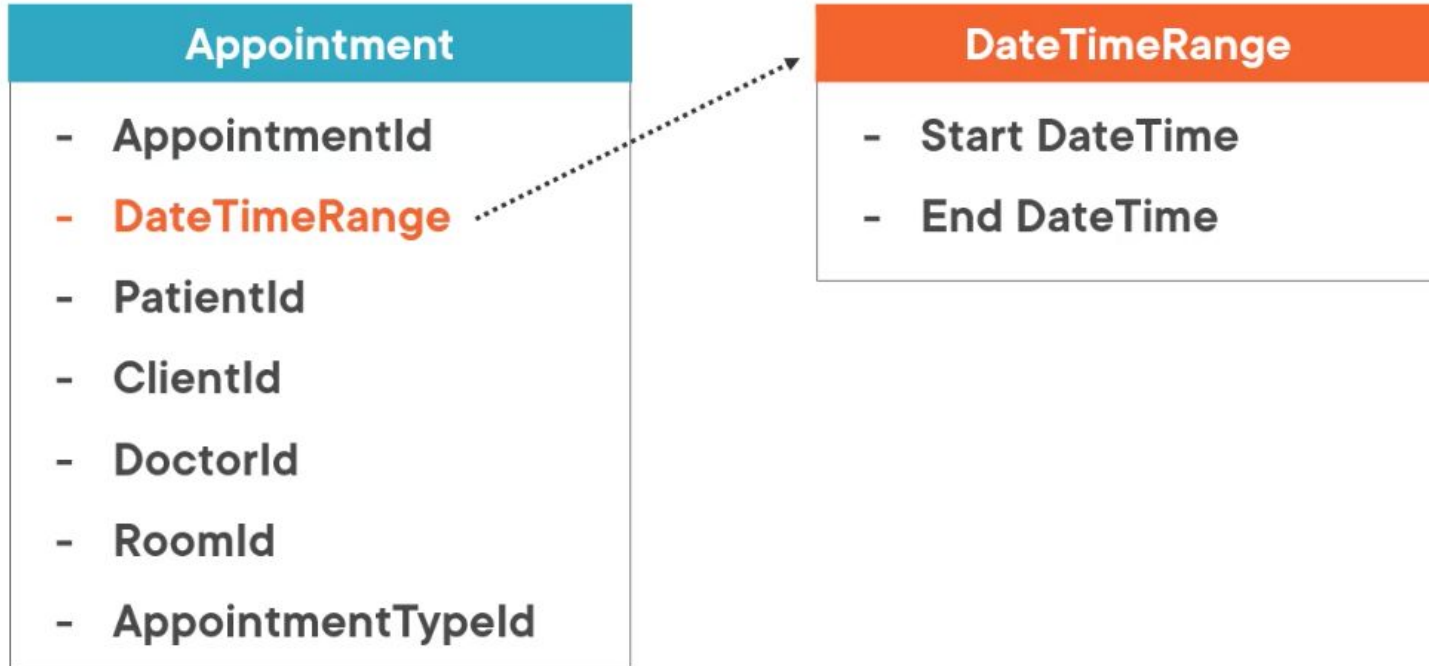 Appointment
- AppointmentId
- DateTimeRange
- PatientId
- ClientId
- DoctorId
- RoomId
- AppointmentTypeId
DateTimeRange
- Start DateTime
- End DateTime